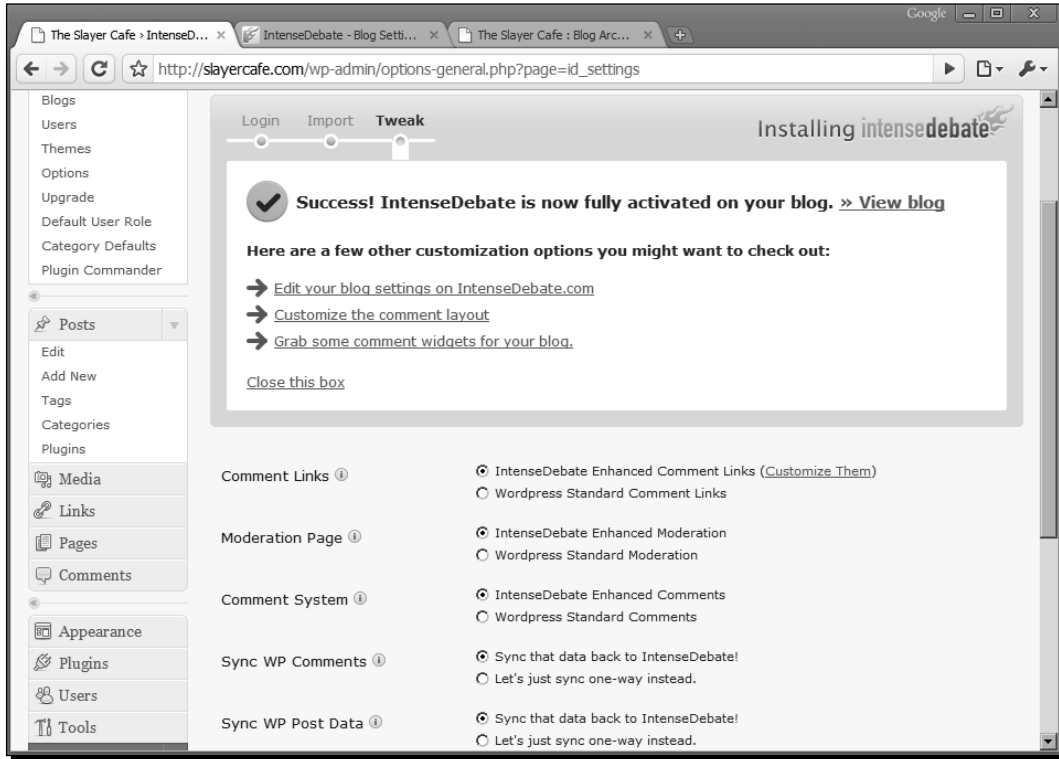 Google
The Slayer Cafe › IntenseD...
IntenseDebate - Blog Setti...
The Slayer Cafe : Blog Arc...
http://slayercafe.com/wp-admin/options-general.php?page=id_settings
Blogs
Users
Themes
Options
Upgrade
Default User Role
Category Defaults
Plugin Commander
Posts
Edit
Add New
Tags
Categories
Plugins
Media
Links
Pages
Comments
Appearance
Plugins
Users
Tools
Login Import Tweak
Installing intensedebate
Success! IntenseDebate is now fully activated on your blog. » View blog
Here are a few other customization options you might want to check out:
Edit your blog settings on IntenseDebate.com
Customize the comment layout
Grab some comment widgets for your blog.
Close this box
Comment Links
IntenseDebate Enhanced Comment Links (Customize Them)
Wordpress Standard Comment Links
Moderation Page
IntenseDebate Enhanced Moderation
Wordpress Standard Moderation
Comment System
IntenseDebate Enhanced Comments
Wordpress Standard Comments
Sync WP Comments
Sync that data back to IntenseDebate!
Let's just sync one-way instead.
Sync WP Post Data
Sync that data back to IntenseDebate!
Let's just sync one-way instead.